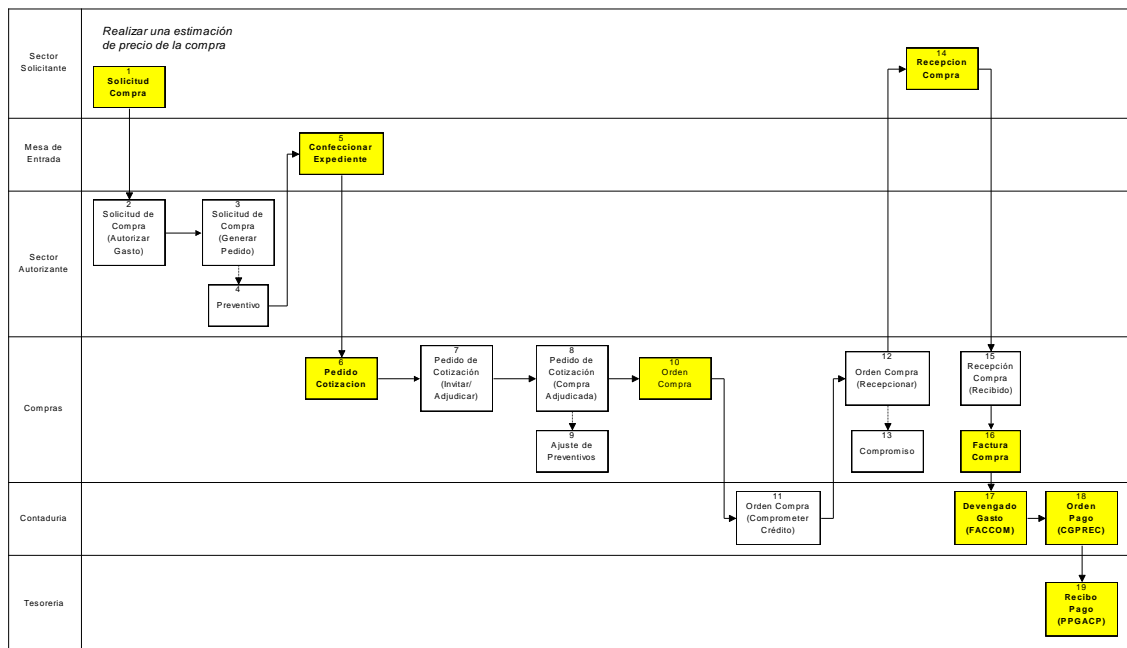 Realizar una estimación
de precio de la compra
Sector
Solicitante
1
Solicitud
Compra
14
Recepcion
Compra
Mesa de
Entrada
5
Confeccionar
Expediente
Sector
Autorizante
2
Solicitud de
Compra
(Autorizar
Gasto)
3
Solicitud de
Compra
(Generar
Pedido)
4
Preventivo
Compras
6
Pedido
Cotizacion
7
Pedido de
Cotización
(Invitar/
Adjudicar)
8
Pedido de
Cotización
(Compra
Adjudicada)
9
Ajuste de
Preventivos
10
Orden
Compra
12
Orden Compra
(Recepcionar)
13
Compromiso
15
Recepción
Compra
(Recibido)
16
Factura
Compra
Contaduria
11
Orden Compra
(Comprometer
Crédito)
17
Devengado
Gasto
(FACCOM)
18
Orden
Pago
(CGPREC)
Tesoreria
19
Recibo
Pago
(PPGACP)